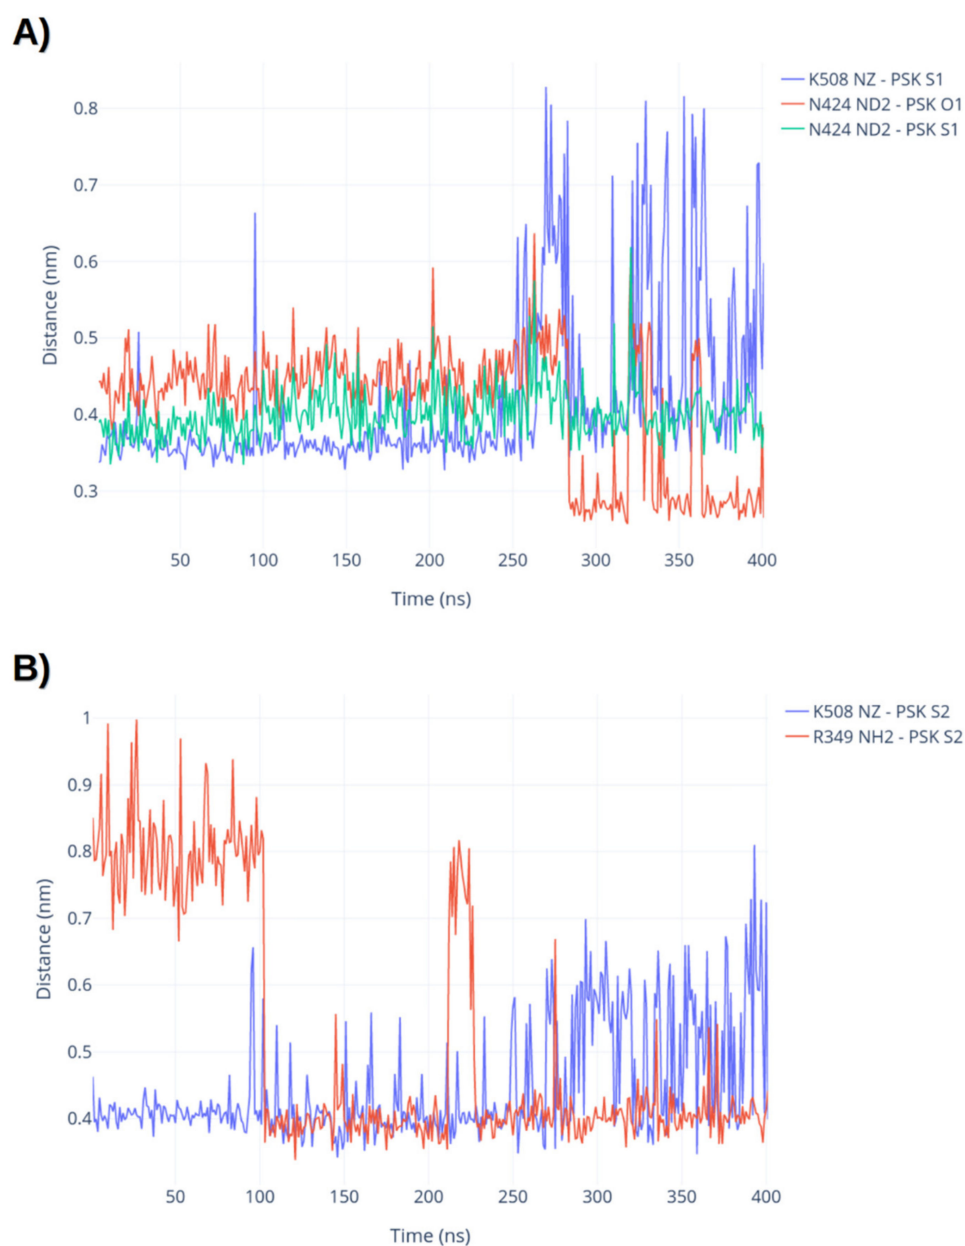 A)
K508 NZ - PSK S1
N424 ND2 - PSK O1
N424 ND2 - PSK S1
0.8
0.7
0.6
0.5
0.4
0.3
Distance (nm)
50 100 150 200 250 300 350 400
Time (ns)
B)
K508 NZ - PSK S2
R349 NH2 - PSK S2
1
0.9
0.8
0.7
0.6
0.5
0.4
Distance (nm)
50 100 150 200 250 300 350 400
Time (ns)